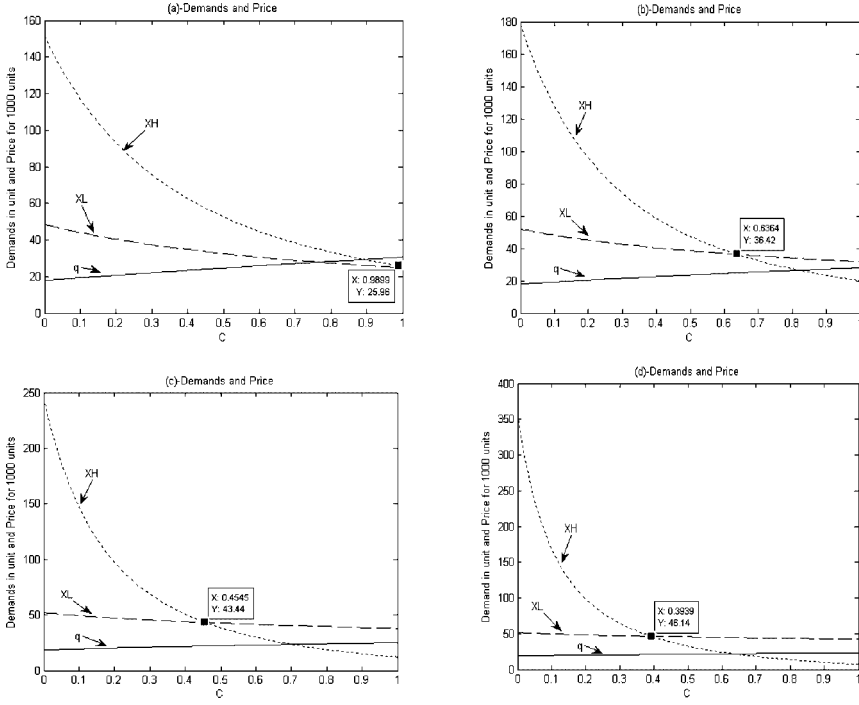 (a)-Demands and Price
Demands in unit and Price for 1000 units
160
140
120
100
80
60
40
20
0
XH
XL
q
X: 0.9899
Y: 25.96
0 0.1 0.2 0.3 0.4 0.5 0.6 0.7 0.8 0.9 1
C
(b)-Demands and Price
Demands in unit and Price for 1000 units
180
160
140
120
100
80
60
40
20
0
XH
XL
q
X: 0.6364
Y: 36.42
0 0.1 0.2 0.3 0.4 0.5 0.6 0.7 0.8 0.9 1
C
(c)-Demands and Price
Demands in unit and Price for 1000 units
250
200
150
100
50
0
XH
XL
q
X: 0.4545
Y: 43.44
0 0.1 0.2 0.3 0.4 0.5 0.6 0.7 0.8 0.9 1
C
(d)-Demands and Price
Demand in unit and Price for 1000 units
400
350
300
250
200
150
100
50
0
XH
XL
q
X: 0.3939
Y: 46.14
0 0.1 0.2 0.3 0.4 0.5 0.6 0.7 0.8 0.9 1
C